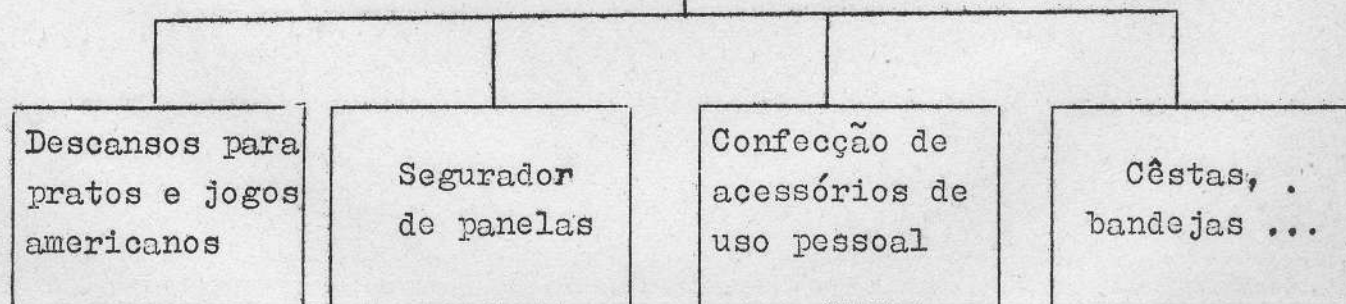 Descansos para
pratos e jogos
americanos
Segurador
de panelas
Confecção de
acessórios de
uso pessoal
Cêstas,
bandejas ...